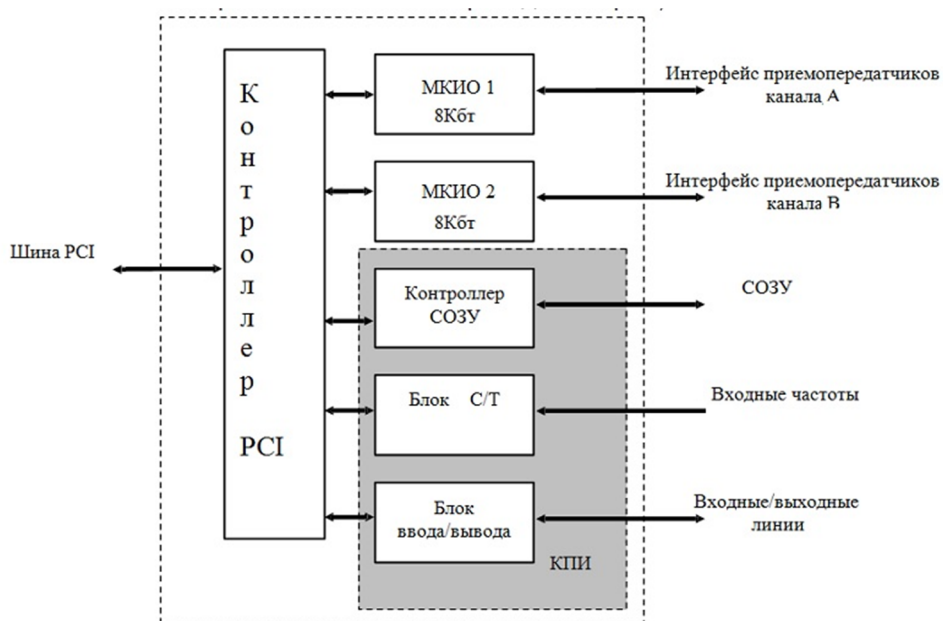 Контроллер
PCI
МКИО 1
8Кбт
Интерфейс приемопередатчиков
канала А
МКИО 2
8Кбт
Интерфейс приемопередатчиков
канала В
Шина PCI
Контроллер
СОЗУ
СОЗУ
Блок С/Т
Входные частоты
Блок
ввода/вывода
Входные/выходные
линии
КПИ